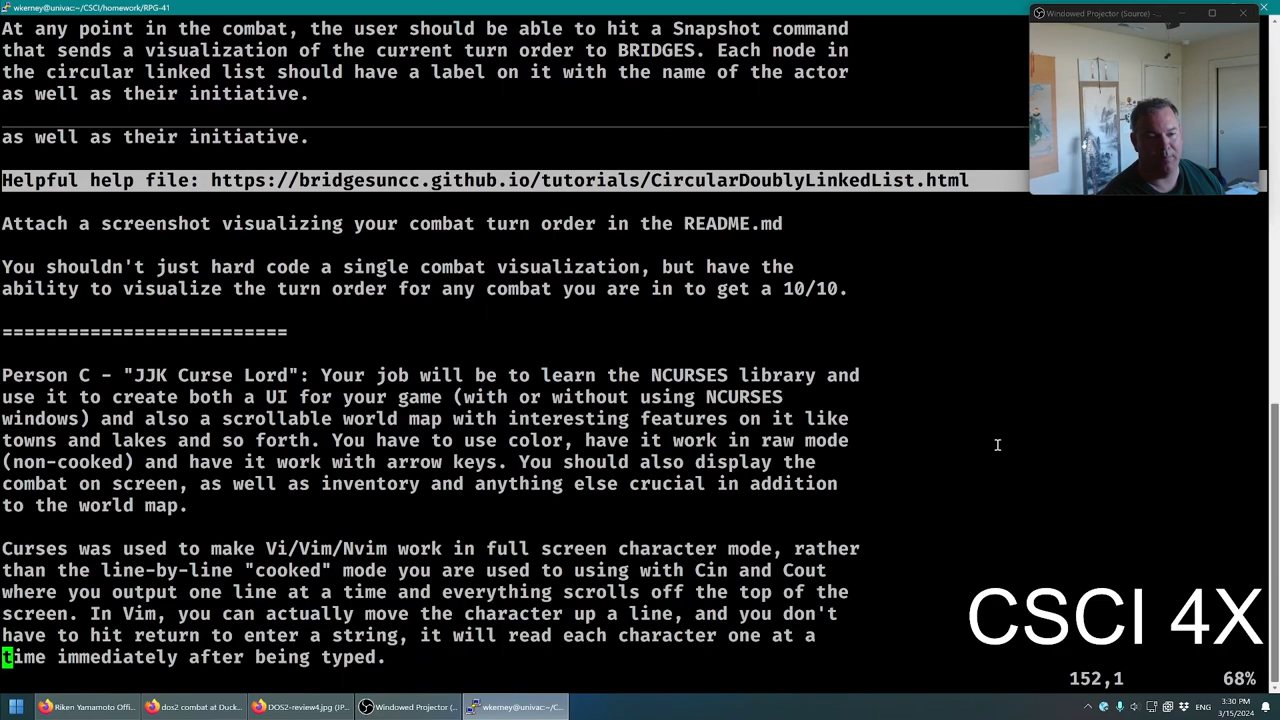 wkerney@univac:~/CSCI/homework/RPG-41
At any point in the combat, the user should be able to hit a Snapshot command
that sends a visualization of the current turn order to BRIDGES. Each node in
the circular linked list should have a label on it with the name of the actor
as well as their initiative.
as well as their initiative.
Helpful help file: https://bridgesuncc.github.io/tutorials/CircularDoublyLinkedList.html
Attach a screenshot visualizing your combat turn order in the README.md
You shouldn't just hard code a single combat visualization, but have the
ability to visualize the turn order for any combat you are in to get a 10/10.
==========================
Person C - "JJK Curse Lord": Your job will be to learn the NCURSES library and
use it to create both a UI for your game (with or without using NCURSES
windows) and also a scrollable world map with interesting features on it like
towns and lakes and so forth. You have to use color, have it work in raw mode
(non-cooked) and have it work with arrow keys. You should also display the
combat on screen, as well as inventory and anything else crucial in addition
to the world map.
Curses was used to make Vi/Vim/Nvim work in full screen character mode, rather
than the line-by-line "cooked" mode you are used to using with Cin and Cout
where you output one line at a time and everything scrolls off the top of the
screen. In Vim, you can actually move the character up a line, and you don't
have to hit return to enter a string, it will read each character one at a
time immediately after being typed.
152,1 68%
Windowed Projector (Source) -...
CSCI 4X
Riken Yamamoto Offi...
dos2 combat at Duck...
DOS2-review4.jpg (JP...
Windowed Projector (...
wkerney@univac:~/C...
ENG
3:30 PM
3/15/2024